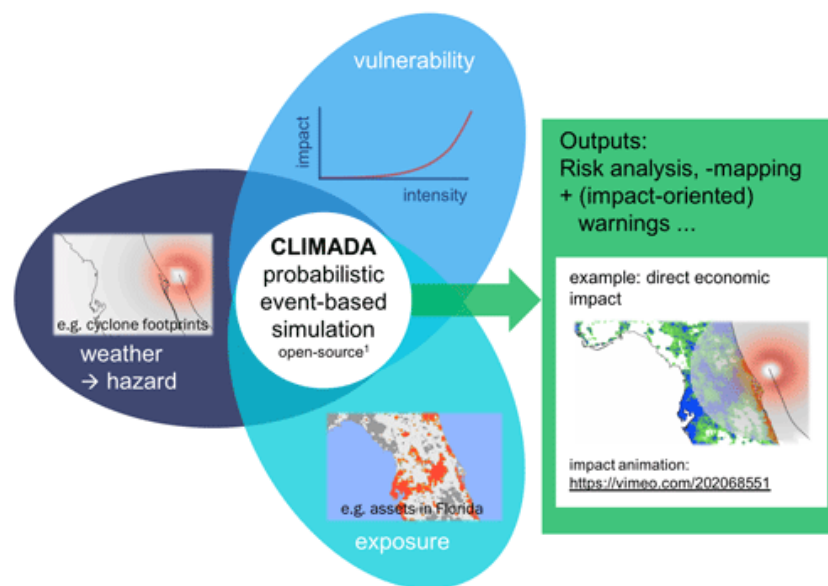 vulnerability
impact
intensity
CLIMADA
probabilistic
event-based
simulation
open-source¹
e.g. cyclone footprints
weather
→ hazard
e.g. assets in Florida
exposure
Outputs:
Risk analysis, -mapping
+ (impact-oriented)
warnings ...
example: direct economic
impact
impact animation:
https://vimeo.com/202068551